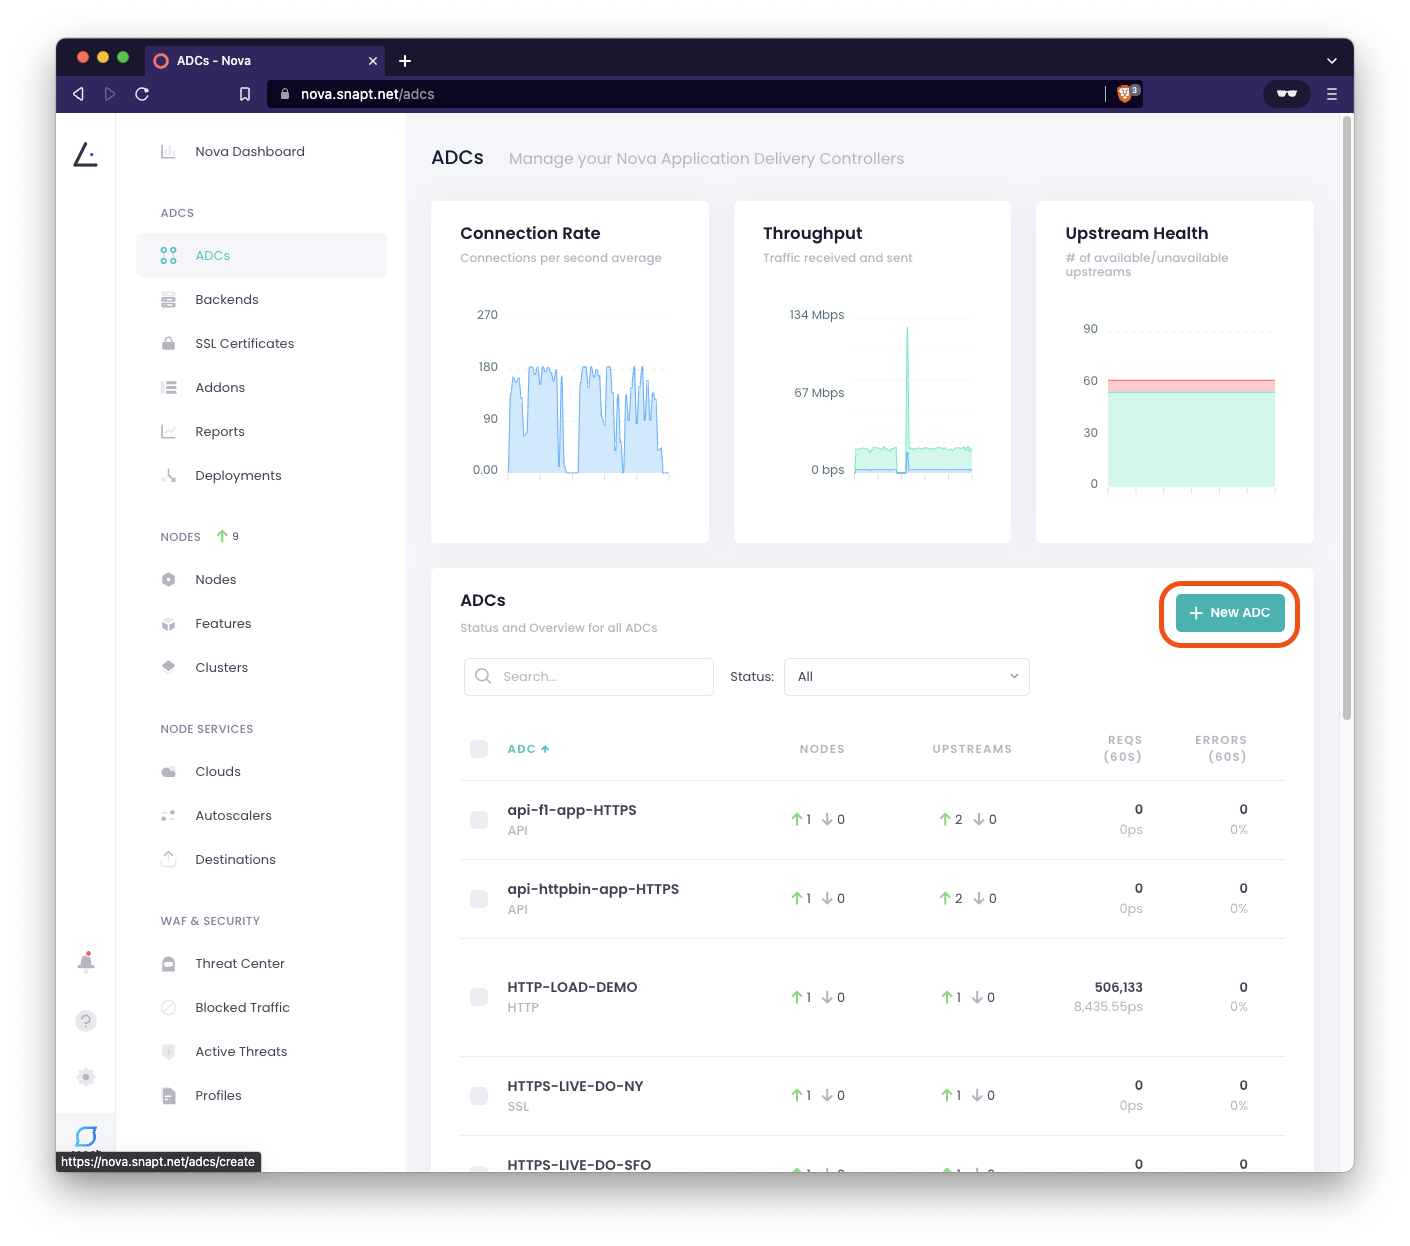 ADCs - Nova
nova.snapt.net/adcs
3
Nova Dashboard
ADCS
ADCs
Backends
SSL Certificates
Addons
Reports
Deployments
NODES 9
Nodes
Features
Clusters
NODE SERVICES
Clouds
Autoscalers
Destinations
WAF & SECURITY
Threat Center
Blocked Traffic
Active Threats
Profiles
https://nova.snapt.net/adcs/create
ADCs Manage your Nova Application Delivery Controllers
Connection Rate
Connections per second average
270
180
90
0.00
Throughput
Traffic received and sent
134 Mbps
67 Mbps
0 bps
Upstream Health
# of available/unavailable
upstreams
90
60
30
0
ADCs
Status and Overview for all ADCs
New ADC
Search...
Status: All
ADC NODES UPSTREAMS REQS (60S) ERRORS (60S)
api-f1-app-HTTPS 1 0 2 0 0 0
API 0ps 0%
api-httpbin-app-HTTPS 1 0 2 0 0 0
API 0ps 0%
HTTP-LOAD-DEMO 1 0 1 0 506,133 0
HTTP 8,435.55ps 0%
HTTPS-LIVE-DO-NY 1 0 1 0 0 0
SSL 0ps 0%
HTTPS-LIVE-DO-SFO 1 0 1 0 0 0